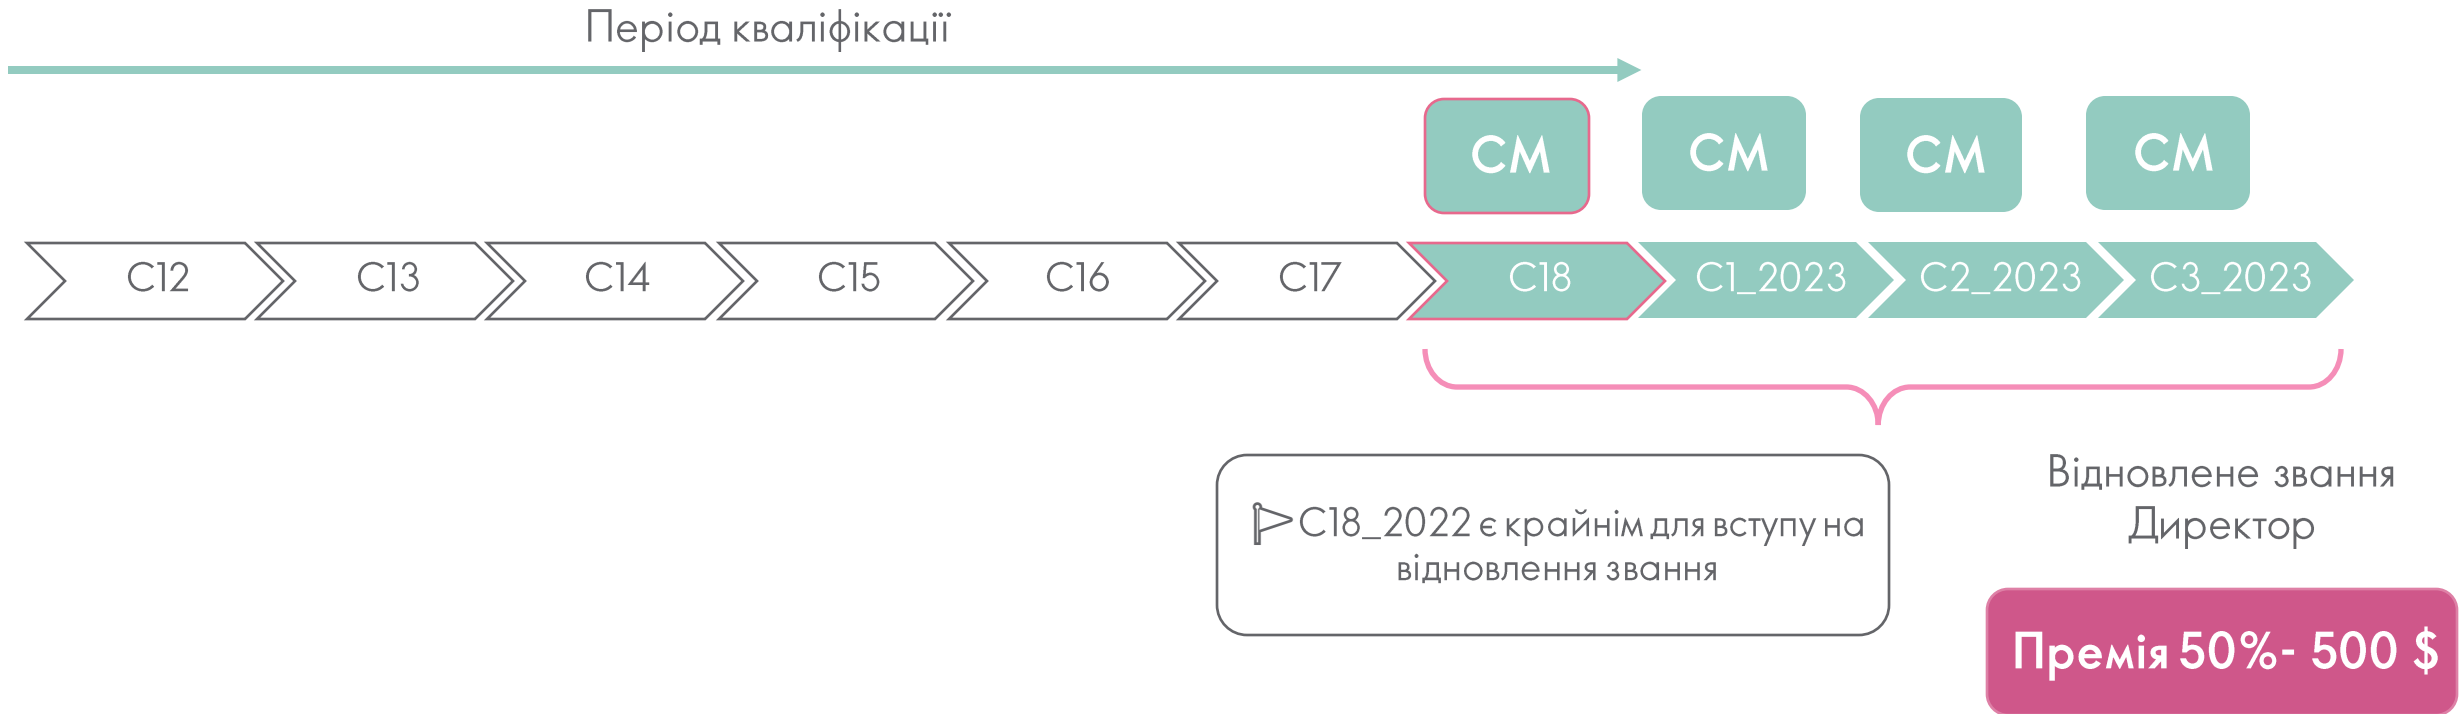 Період кваліфікації
СМ
СМ
СМ
СМ
С12
С13
С14
С15
С16
С17
С18
С1_2023
С2_2023
С3_2023
С18_2022 є крайнім для вступу на
відновлення звання
Відновлене звання
Директор
Премія 50%- 500 $